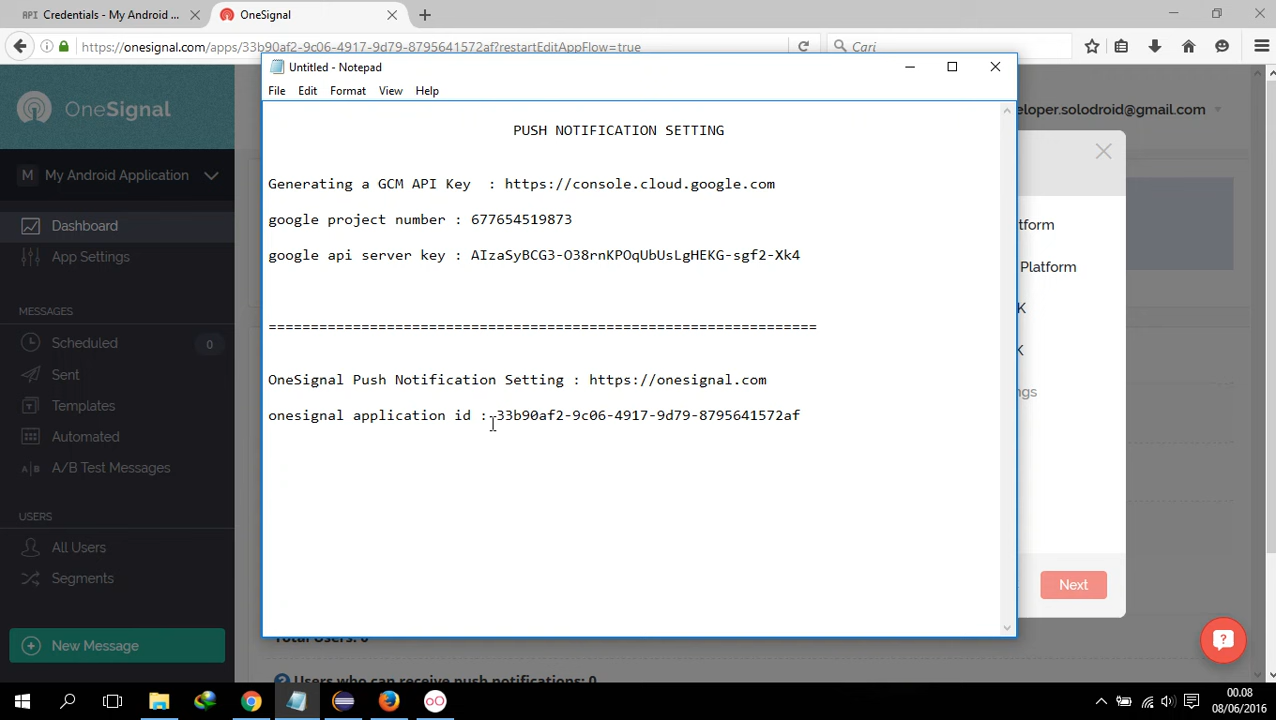 API Credentials - My Android ...
OneSignal
https://onesignal.com/apps/33b90af2-9c06-4917-9d79-8795641572af?restartEditAppFlow=true
Cari
OneSignal
eloper.solodroid@gmail.com
M My Android Application
Dashboard
App Settings
MESSAGES
Scheduled 0
Sent
Templates
Automated
A/B Test Messages
USERS
All Users
Segments
New Message
Untitled - Notepad
File Edit Format View Help
PUSH NOTIFICATION SETTING
Generating a GCM API Key : https://console.cloud.google.com
google project number : 677654519873
google api server key : AIzaSyBCG3-O38rnKPOqUbUsLgHEKG-sgf2-Xk4
=================================================================
OneSignal Push Notification Setting : https://onesignal.com
onesignal application id : 33b90af2-9c06-4917-9d79-8795641572af
tform
Platform
K
K
ngs
Next
Total Users: 0
Users who can receive push notifications: 0
00.08
08/06/2016